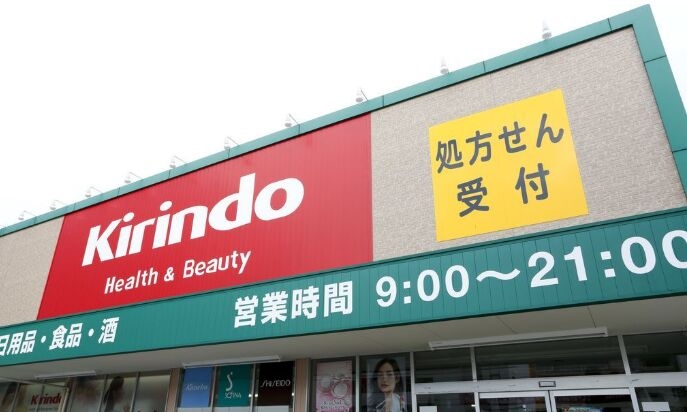 Kirindo
Health & Beauty
処方せん
受付
営業時間 9:00～21:00
日用品・食品・酒
Kirindo
SHISEIDO